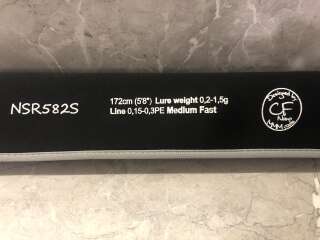 NSR582S
172cm (5'8") Lure weight 0,2-1,5g
Line 0,15-0,3PE Medium Fast
Designed by
CF